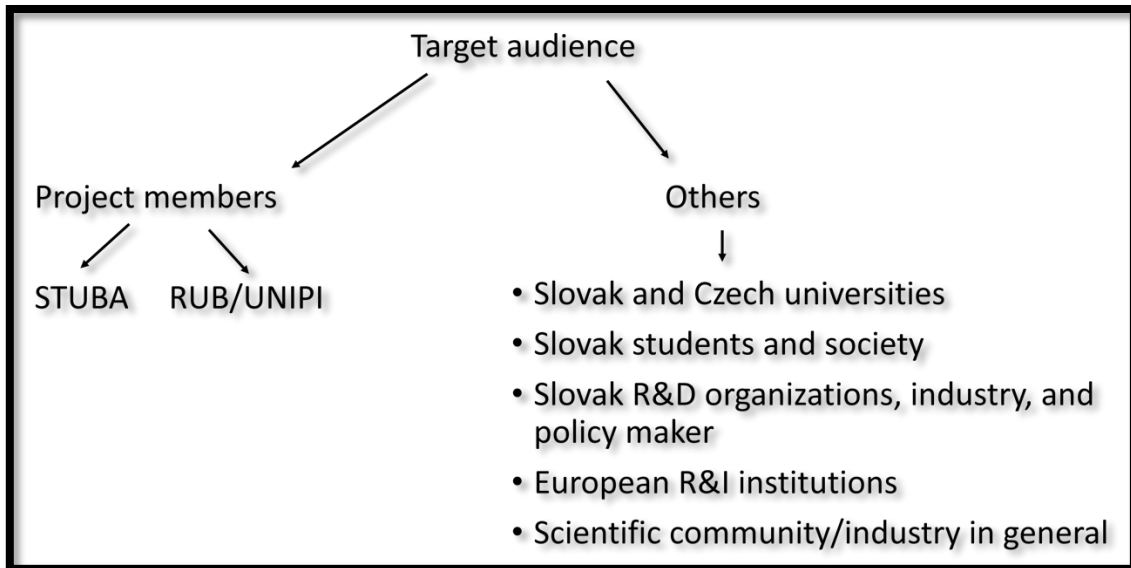 Target audience
Project members
Others
STUBA
RUB/UNIPI
• Slovak and Czech universities
• Slovak students and society
• Slovak R&D organizations, industry, and
policy maker
• European R&I institutions
• Scientific community/industry in general